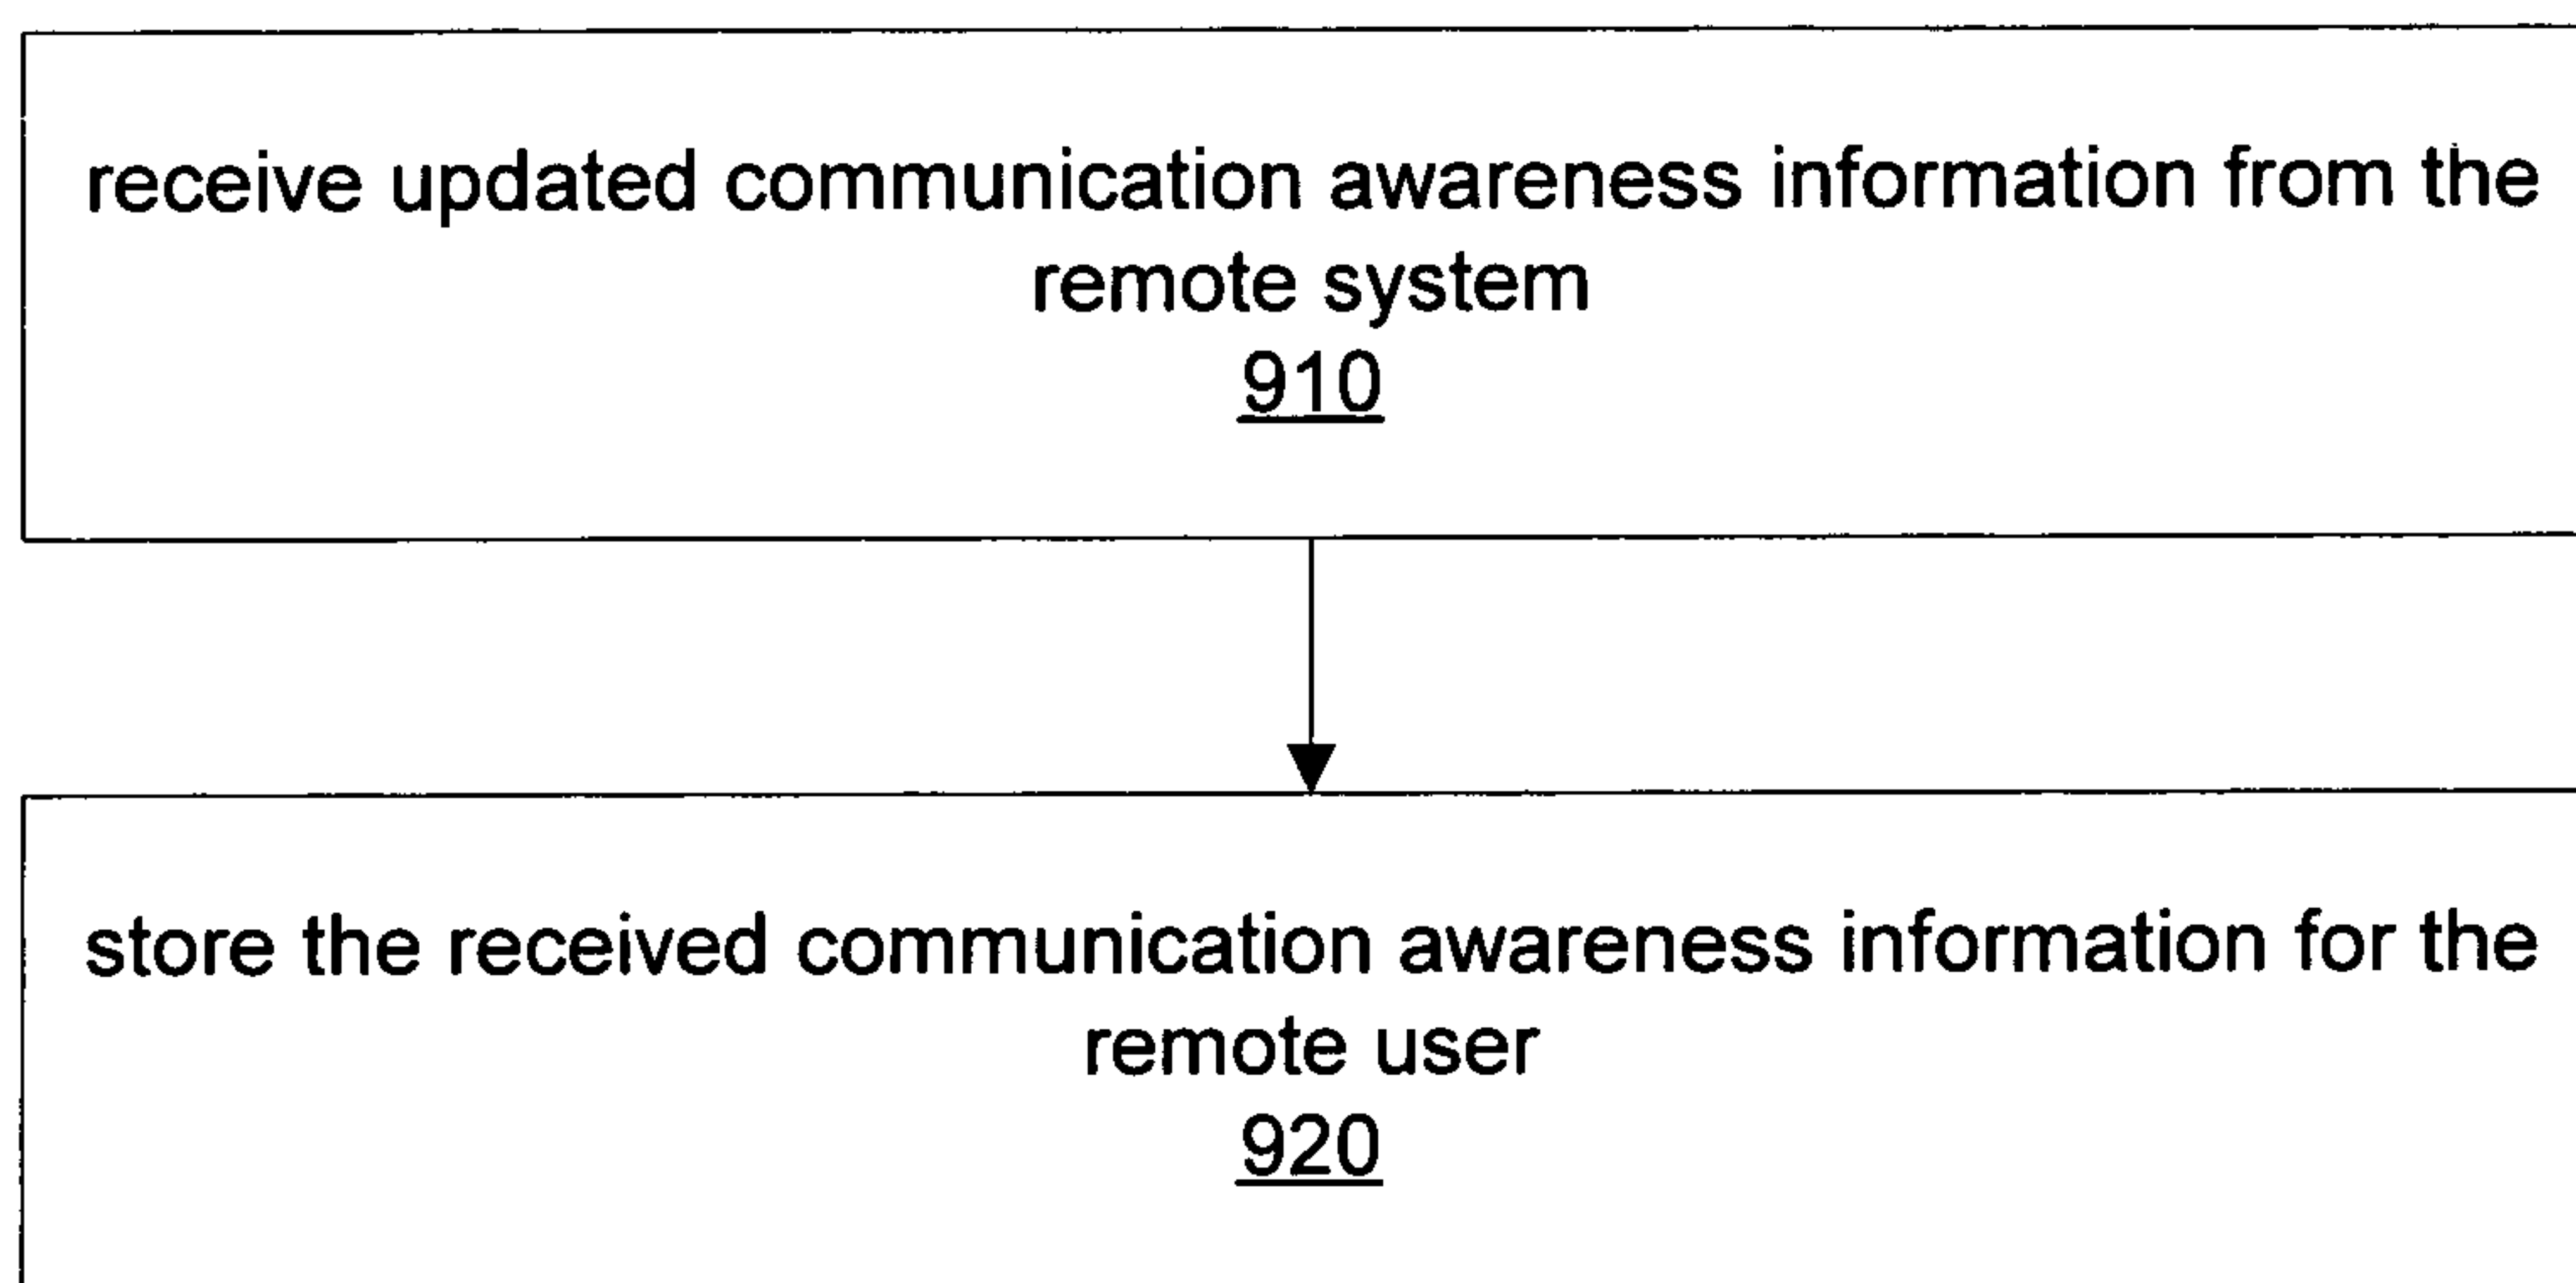 receive updated communication awareness information from the
remote system
910
store the received communication awareness information for the
remote user
920